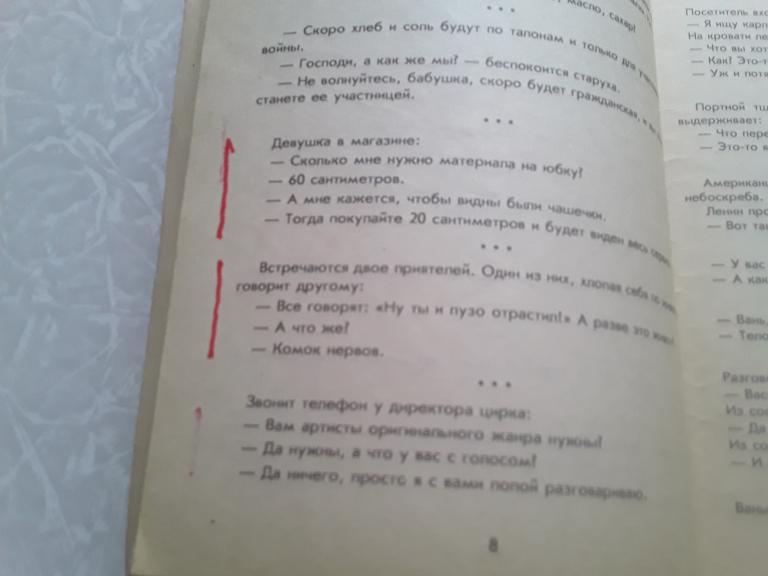 масло, сахар!
* * *
— Скоро хлеб и соль будут по талонам и только для
войны.
— Господи, а как же мы? — беспокоится старуха.
— Не волнуйтесь, бабушка, скоро будет гражданская, и вы
станете ее участницей.
* * *
Девушка в магазине:
— Сколько мне нужно материала на юбку?
— 60 сантиметров.
— А мне кажется, чтобы видны были чашечки.
— Тогда покупайте 20 сантиметров и будет виден весь
* * *
Встречаются двое приятелей. Один из них, хлопая себя по
говорит другому:
— Все говорят: «Ну ты и пузо отрастил!» А разве это
— А что же?
— Комок нервов.
* * *
Звонит телефон у директора цирка:
— Вам артисты оригинального жанра нужны?
— Да нужны, а что у вас с голосом?
— Да ничего, просто я с вами попой разговариваю.
8
Посетитель
— Я ищу
На кровати
— Что вы
— Как? Это-т
— Уж и
Портной
выдерживает:
— Что
— Это-то
небоскреба.
Ленин
— Вот
— У вас
— А как
— Вань,
— Вас
Из
— Да
Из
— И